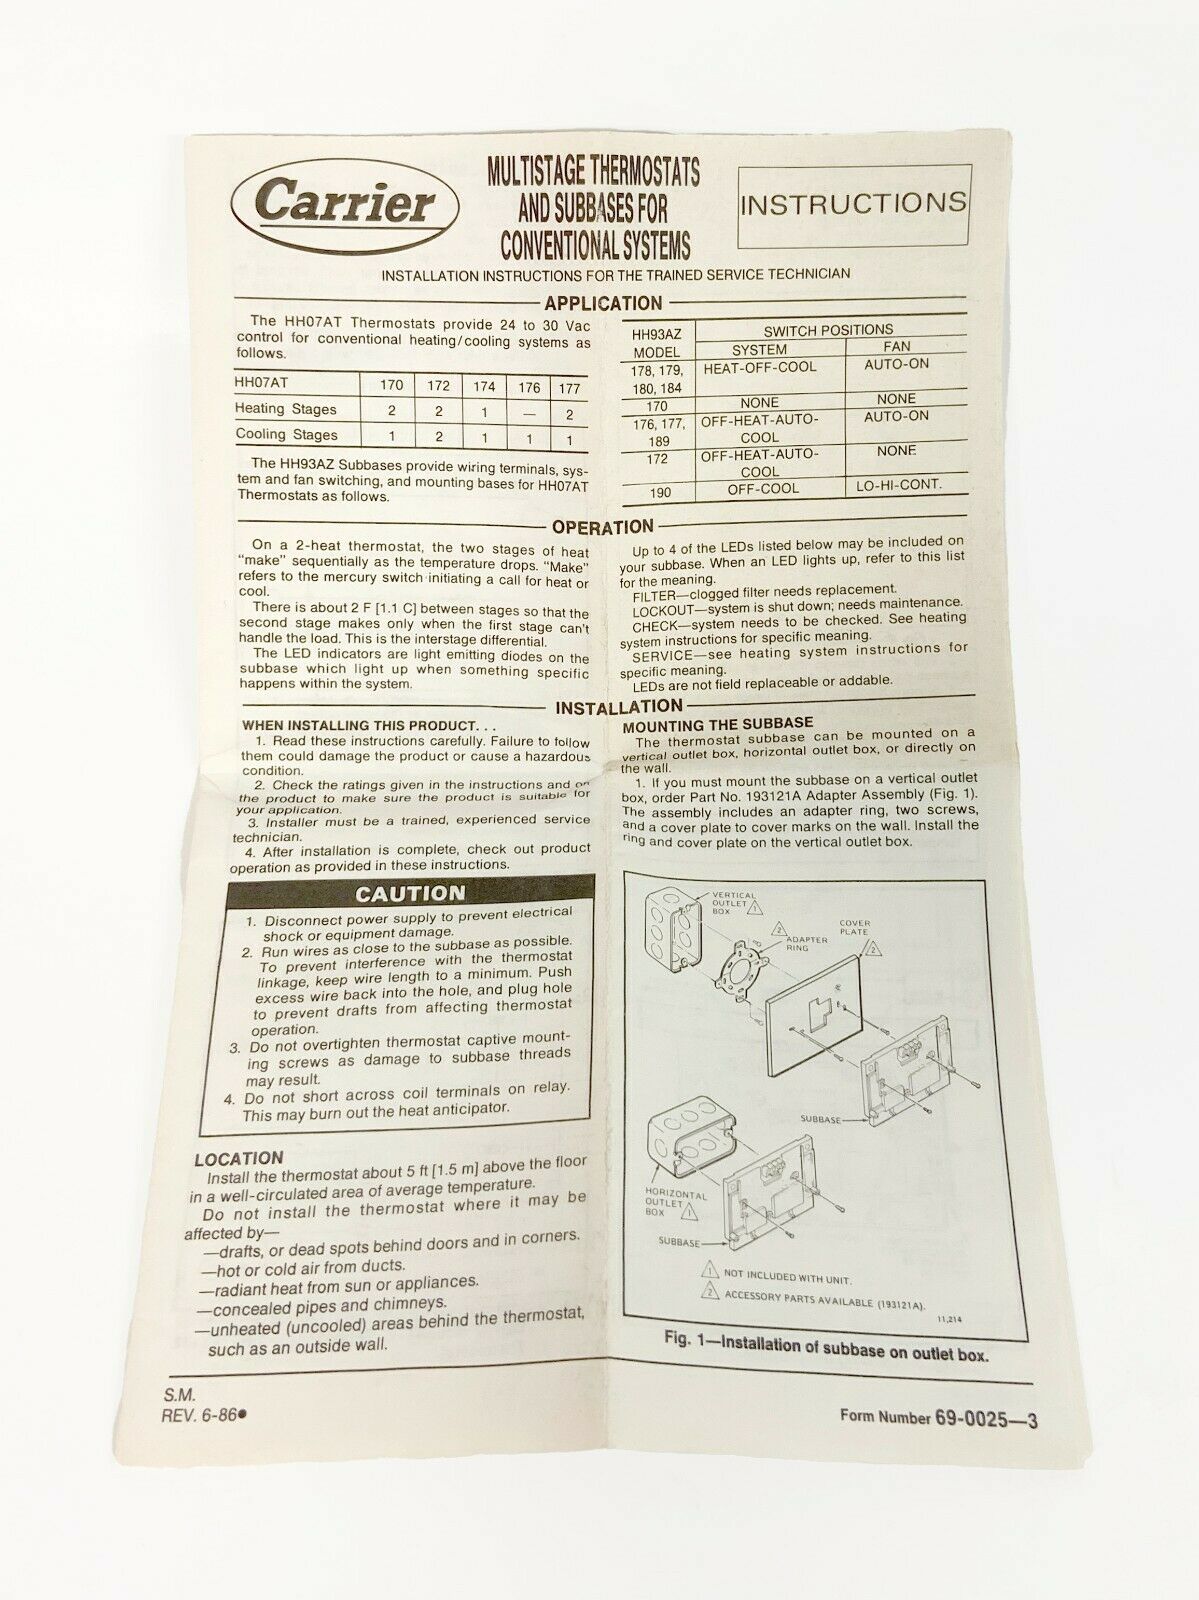 Carrier
MULTISTAGE THERMOSTATS
AND SUBBASES FOR
CONVENTIONAL SYSTEMS
INSTRUCTIONS
INSTALLATION INSTRUCTIONS FOR THE TRAINED SERVICE TECHNICIAN
APPLICATION
The HH07AT Thermostats provide 24 to 30 Vac
control for conventional heating/cooling systems as
follows.
HH07AT 170 172 174 176 177
Heating Stages 2 2 1 — 2
Cooling Stages 1 2 1 1 1
The HH93AZ Subbases provide wiring terminals, sys-
tem and fan switching, and mounting bases for HH07AT
Thermostats as follows.
HH93AZ SWITCH POSITIONS
MODEL SYSTEM FAN
178, 179, HEAT-OFF-COOL AUTO-ON
180, 184
170 NONE NONE
176, 177, OFF-HEAT-AUTO- AUTO-ON
189 COOL
172 OFF-HEAT-AUTO- NONE
COOL
190 OFF-COOL LO-HI-CONT.
OPERATION
On a 2-heat thermostat, the two stages of heat
"make" sequentially as the temperature drops. "Make"
refers to the mercury switch initiating a call for heat or
cool.
There is about 2 F [1.1 C] between stages so that the
second stage makes only when the first stage can't
handle the load. This is the interstage differential.
The LED indicators are light emitting diodes on the
subbase which light up when something specific
happens within the system.
Up to 4 of the LEDs listed below may be included on
your subbase. When an LED lights up, refer to this list
for the meaning.
FILTER—clogged filter needs replacement.
LOCKOUT—system is shut down; needs maintenance.
CHECK—system needs to be checked. See heating
system instructions for specific meaning.
SERVICE—see heating system instructions for
specific meaning.
LEDs are not field replaceable or addable.
INSTALLATION
WHEN INSTALLING THIS PRODUCT. . .
1. Read these instructions carefully. Failure to follow
them could damage the product or cause a hazardous
condition.
2. Check the ratings given in the instructions and on
the product to make sure the product is suitable for
your application.
3. Installer must be a trained, experienced service
technician.
4. After installation is complete, check out product
operation as provided in these instructions.
CAUTION
1. Disconnect power supply to prevent electrical
shock or equipment damage.
2. Run wires as close to the subbase as possible.
To prevent interference with the thermostat
linkage, keep wire length to a minimum. Push
excess wire back into the hole, and plug hole
to prevent drafts from affecting thermostat
operation.
3. Do not overtighten thermostat captive mount-
ing screws as damage to subbase threads
may result.
4. Do not short across coil terminals on relay.
This may burn out the heat anticipator.
LOCATION
Install the thermostat about 5 ft [1.5 m] above the floor
in a well-circulated area of average temperature.
Do not install the thermostat where it may be
affected by—
—drafts, or dead spots behind doors and in corners.
—hot or cold air from ducts.
—radiant heat from sun or appliances.
—concealed pipes and chimneys.
—unheated (uncooled) areas behind the thermostat,
such as an outside wall.
MOUNTING THE SUBBASE
The thermostat subbase can be mounted on a
vertical outlet box, horizontal outlet box, or directly on
the wall.
1. If you must mount the subbase on a vertical outlet
box, order Part No. 193121A Adapter Assembly (Fig. 1).
The assembly includes an adapter ring, two screws,
and a cover plate to cover marks on the wall. Install the
ring and cover plate on the vertical outlet box.
VERTICAL
OUTLET
BOX 1
2
ADAPTER
RING
COVER
PLATE 2
SUBBASE
HORIZONTAL
OUTLET
BOX 1
SUBBASE
1 NOT INCLUDED WITH UNIT.
2 ACCESSORY PARTS AVAILABLE (193121A).
11,214
Fig. 1—Installation of subbase on outlet box.
S.M.
REV. 6-86●
Form Number 69-0025—3